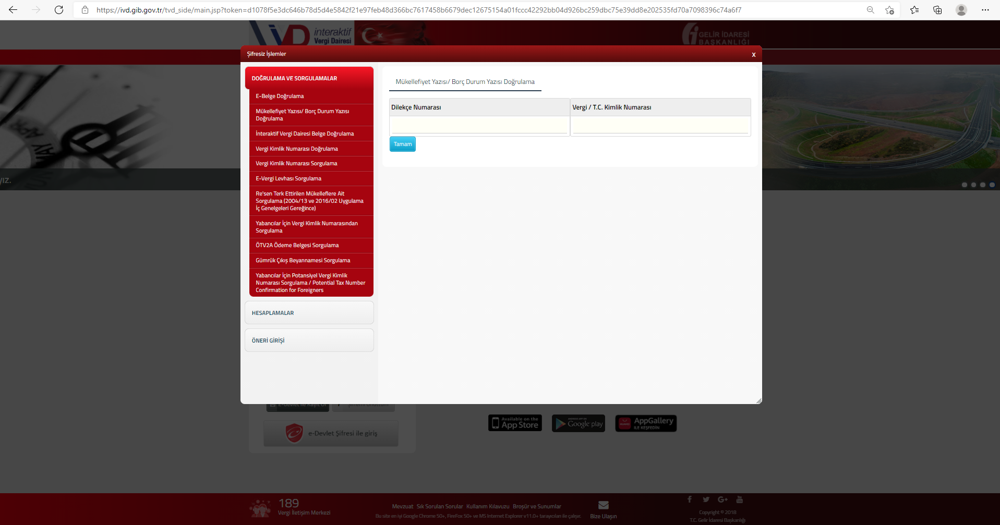 https://ivd.gib.gov.tr/tvd_side/main.jsp?token=d1078f5e3dc646b78d5d4e5842f21e97feb48d366bc7617458b6679dec12675154a01fccc42292bb04d926bc259dbc75e39dd8e202535fd70a7098396c74a6f7
iVD interaktif
Vergi Dairesi
GELİR İDARESİ
BAŞKANLIĞI
Şifresiz İşlemler
x
DOĞRULAMA VE SORGULAMALAR
E-Belge Doğrulama
Mükellefiyet Yazısı/ Borç Durum Yazısı
Doğrulama
İnteraktif Vergi Dairesi Belge Doğrulama
Vergi Kimlik Numarası Doğrulama
Vergi Kimlik Numarası Sorgulama
E-Vergi Levhası Sorgulama
Re'sen Terk Ettirilen Mükelleflere Ait
Sorgulama (2004/13 ve 2016/02 Uygulama
İç Genelgeleri Gereğince)
Yabancılar İçin Vergi Kimlik Numarasından
Sorgulama
ÖTV2A Ödeme Belgesi Sorgulama
Gümrük Çıkış Beyannamesi Sorgulama
Yabancılar İçin Potansiyel Vergi Kimlik
Numarası Sorgulama / Potential Tax Number
Confirmation for Foreigners
HESAPLAMALAR
ÖNERİ GİRİŞİ
Mükellefiyet Yazısı/ Borç Durum Yazısı Doğrulama
Dilekçe Numarası
Vergi / T.C. Kimlik Numarası
Tamam
YIZ.
e-Devlet Şifresi ile giriş
Available on the
App Store
ANDROID APP ON
Google play
AppGallery
İLE KEŞFEDİN
189
Vergi İletişim Merkezi
Mevzuat Sık Sorulan Sorular Kullanım Kılavuzu Broşür ve Sunumlar
Bu site en iyi Google Chrome 50+, FireFox 50+ ve MS Internet Explorer v11.0+ tarayıcıları ile çalışır.
Bize Ulaşın
Copyright © 2018
T.C. Gelir İdaresi Başkanlığı